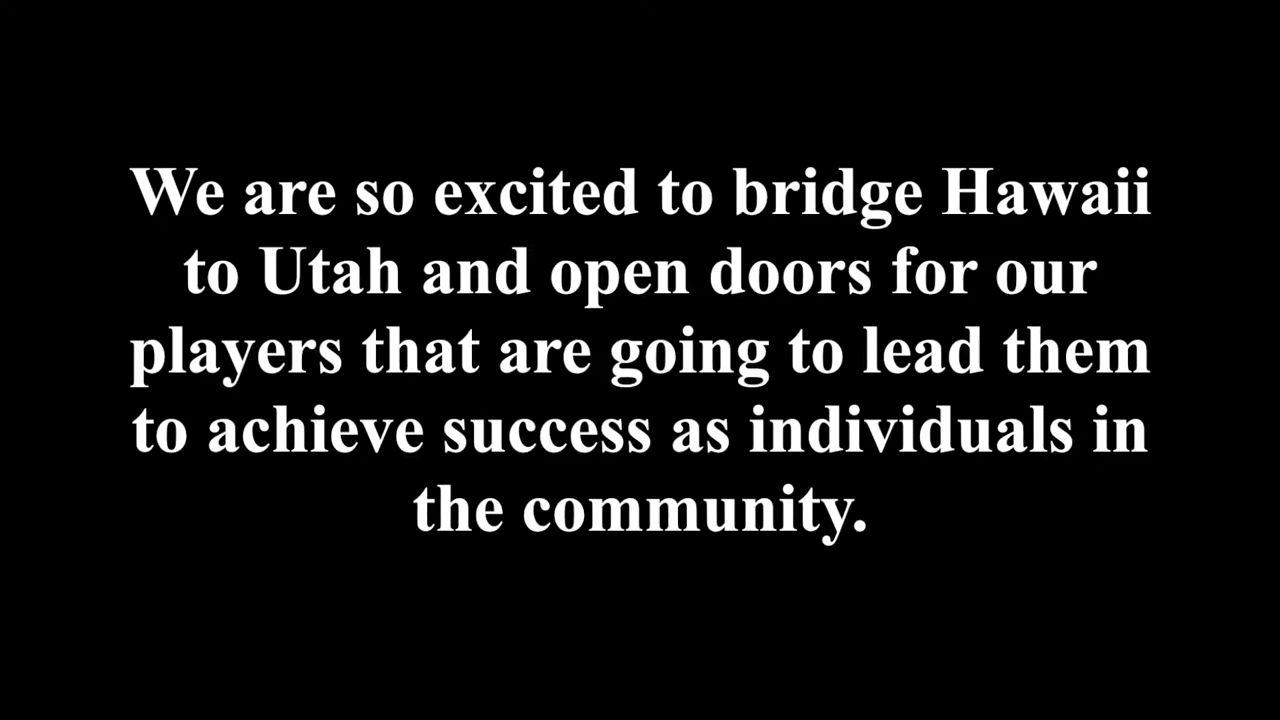 We are so excited to bridge Hawaii
to Utah and open doors for our
players that are going to lead them
to achieve success as individuals in
the community.